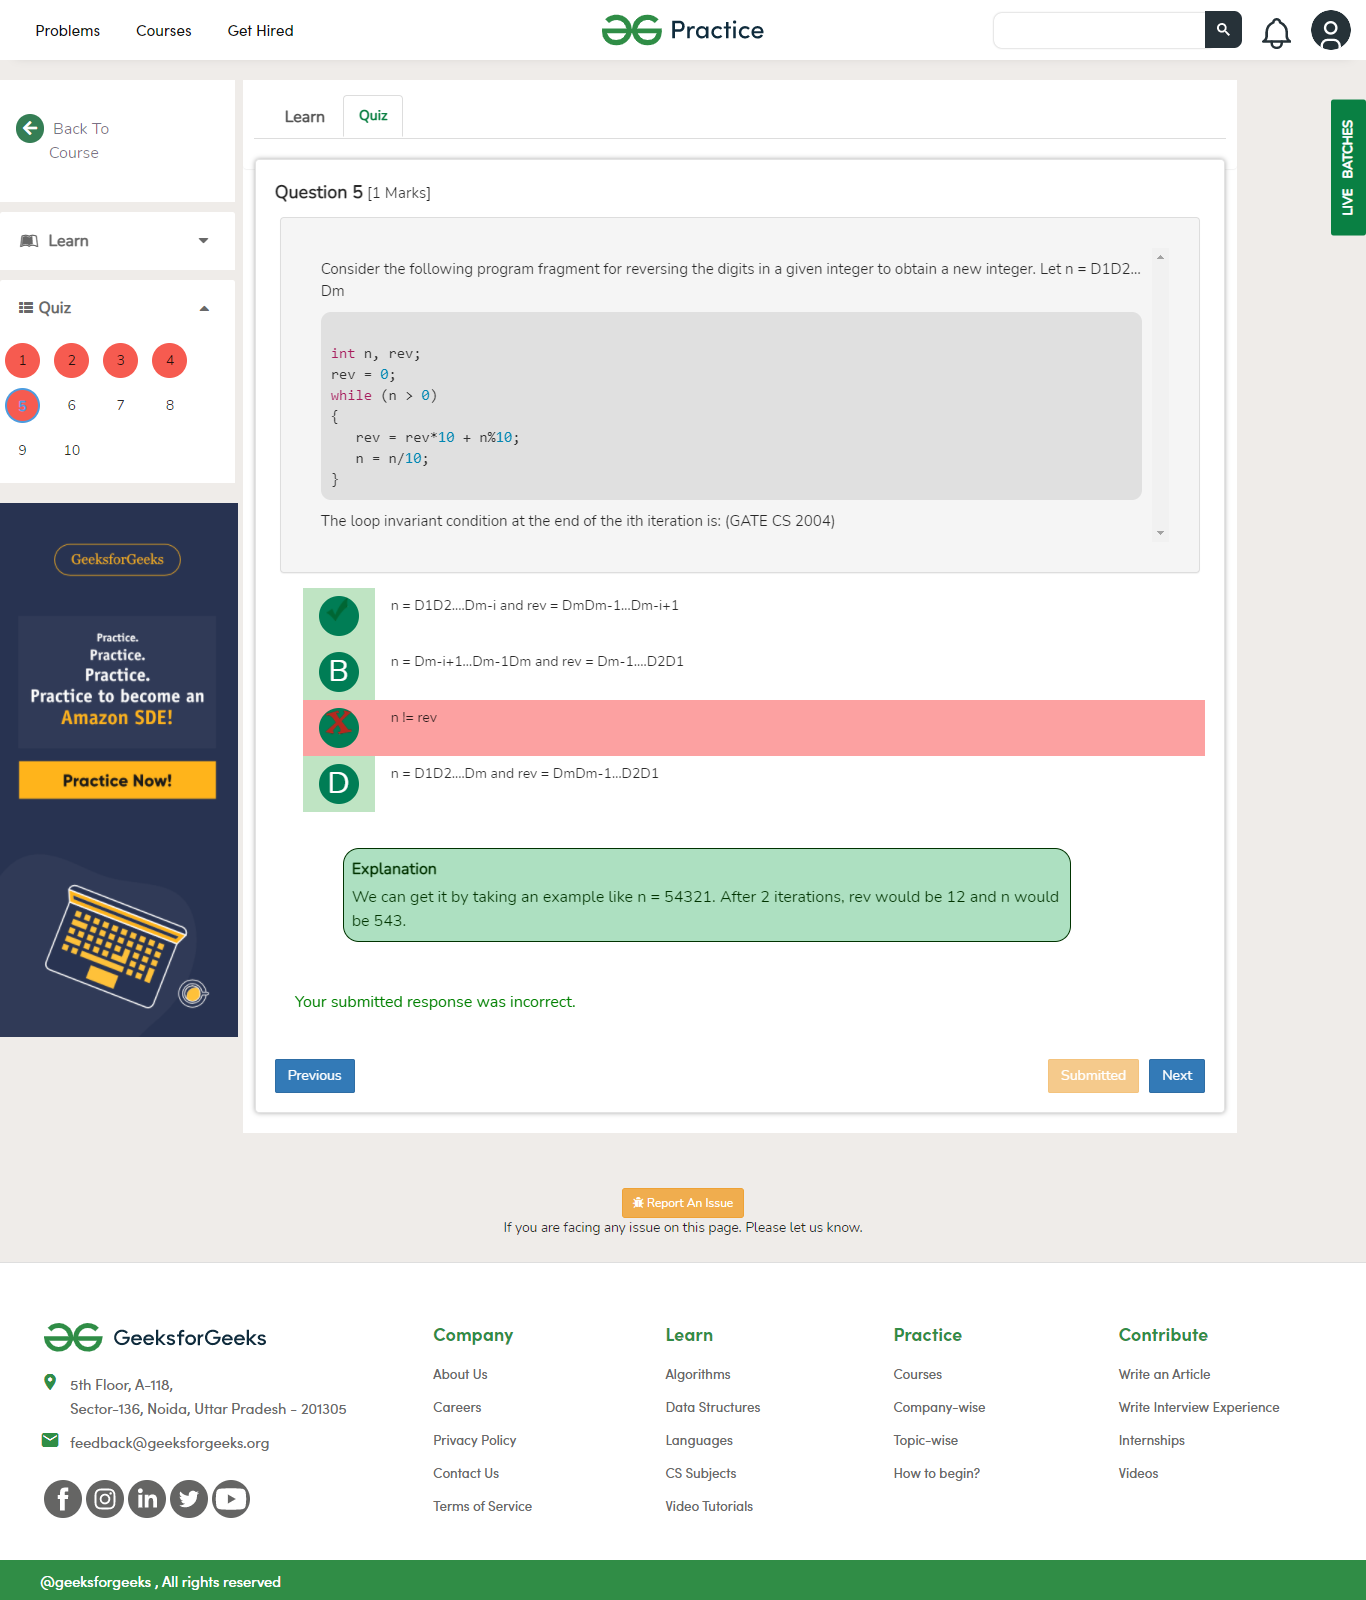 Problems Courses Get Hired
Practice
Back To
Course
Learn
Quiz
1 2 3 4
5 6 7 8
9 10
GeeksforGeeks
Practice.
Practice.
Practice.
Practice to become an
Amazon SDE!
Practice Now!
Learn Quiz
LIVE BATCHES
Question 5 [1 Marks]
Consider the following program fragment for reversing the digits in a given integer to obtain a new integer. Let n = D1D2...
Dm
int n, rev;
rev = 0;
while (n > 0)
{
rev = rev*10 + n%10;
n = n/10;
}
The loop invariant condition at the end of the ith iteration is: (GATE CS 2004)
n = D1D2....Dm-i and rev = DmDm-1...Dm-i+1
B n = Dm-i+1...Dm-1Dm and rev = Dm-1....D2D1
X n != rev
D n = D1D2....Dm and rev = DmDm-1...D2D1
Explanation
We can get it by taking an example like n = 54321. After 2 iterations, rev would be 12 and n would
be 543.
Your submitted response was incorrect.
Previous Submitted Next
Report An Issue
If you are facing any issue on this page. Please let us know.
GeeksforGeeks
5th Floor, A-118,
Sector-136, Noida, Uttar Pradesh - 201305
feedback@geeksforgeeks.org
Company
About Us
Careers
Privacy Policy
Contact Us
Terms of Service
Learn
Algorithms
Data Structures
Languages
CS Subjects
Video Tutorials
Practice
Courses
Company-wise
Topic-wise
How to begin?
Contribute
Write an Article
Write Interview Experience
Internships
Videos
@geeksforgeeks , All rights reserved